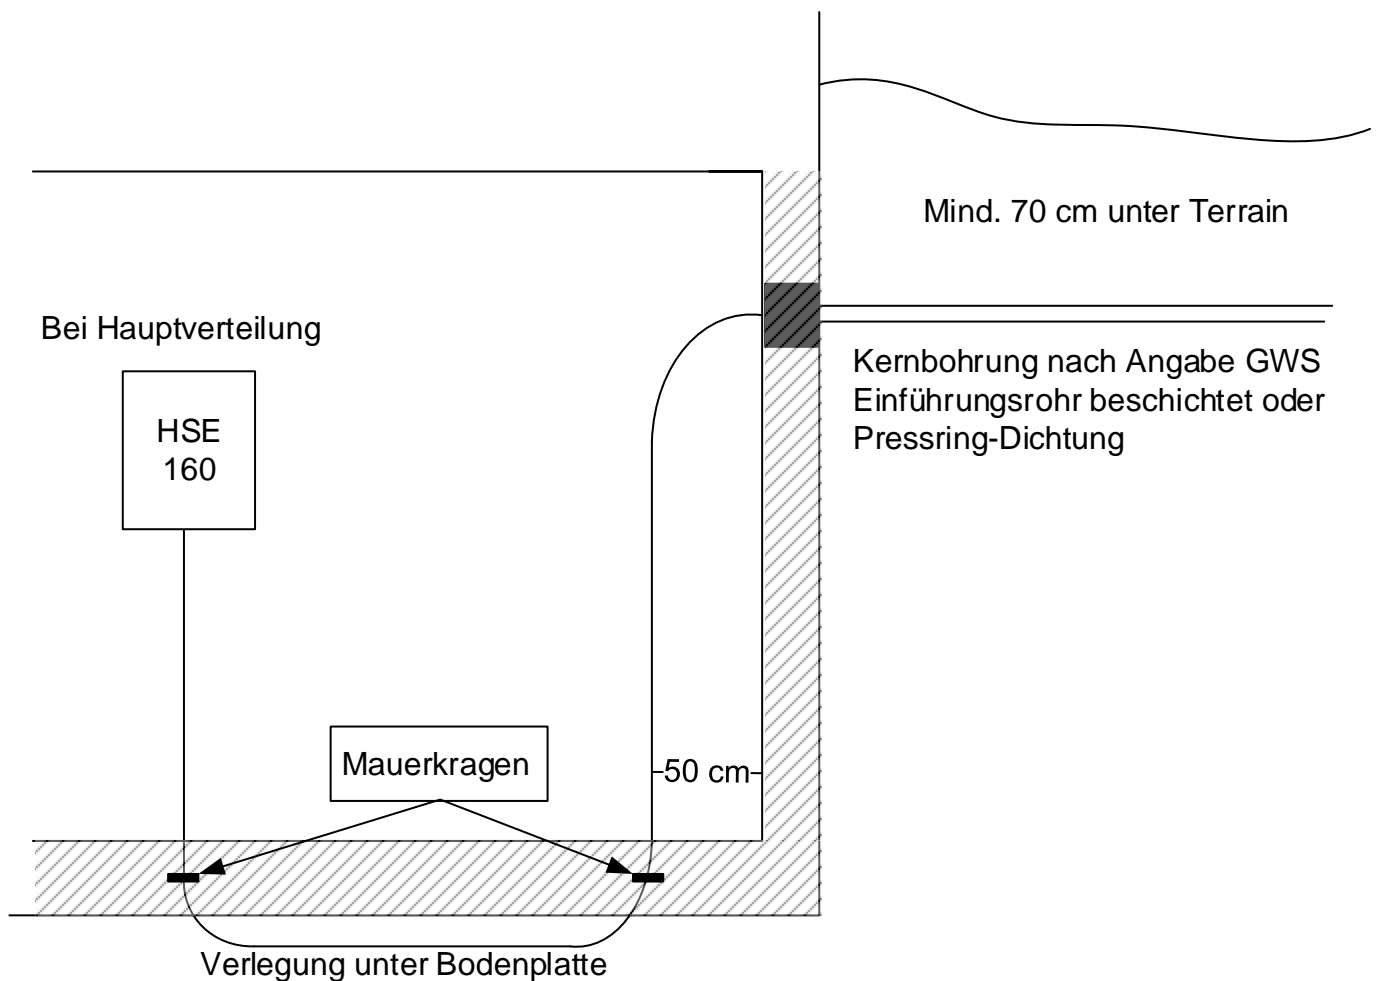 Mind. 70 cm unter Terrain
Bei Hauptverteilung
Kernbohrung nach Angabe GWS
Einführungsrohr beschichtet oder
Pressring-Dichtung
HSE
160
Mauerkragen
50 cm
Verlegung unter Bodenplatte